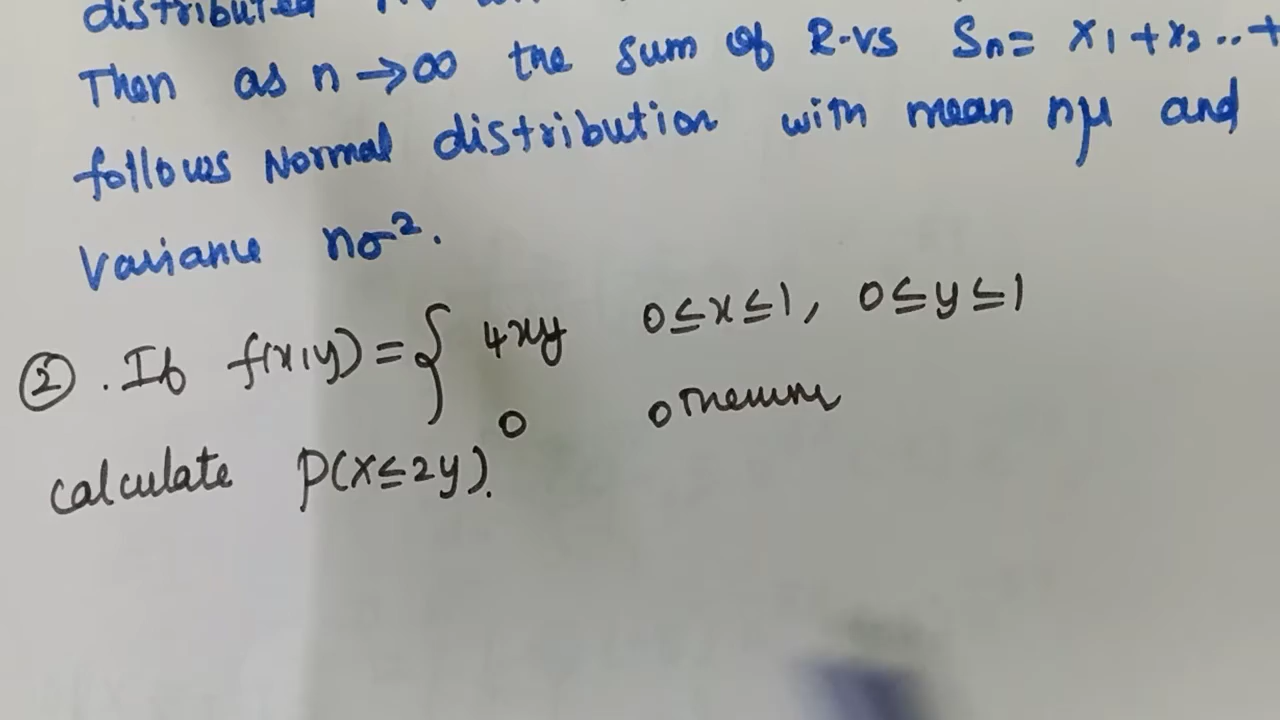 distributed
Then as n→∞ the sum of R.vs Sn= x1+x2..+
follows Normal distribution with mean nμ and
Variance nσ².
② . If f(x,y)={ 4xy 0≤x≤1, 0≤y≤1
0 otherwise
calculate P(x≤2y).